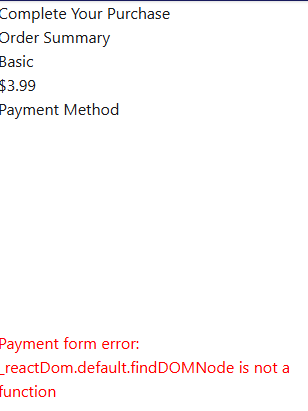 Complete Your Purchase
Order Summary
Basic
$3.99
Payment Method
Payment form error:
_reactDom.default.findDOMNode is not a
function